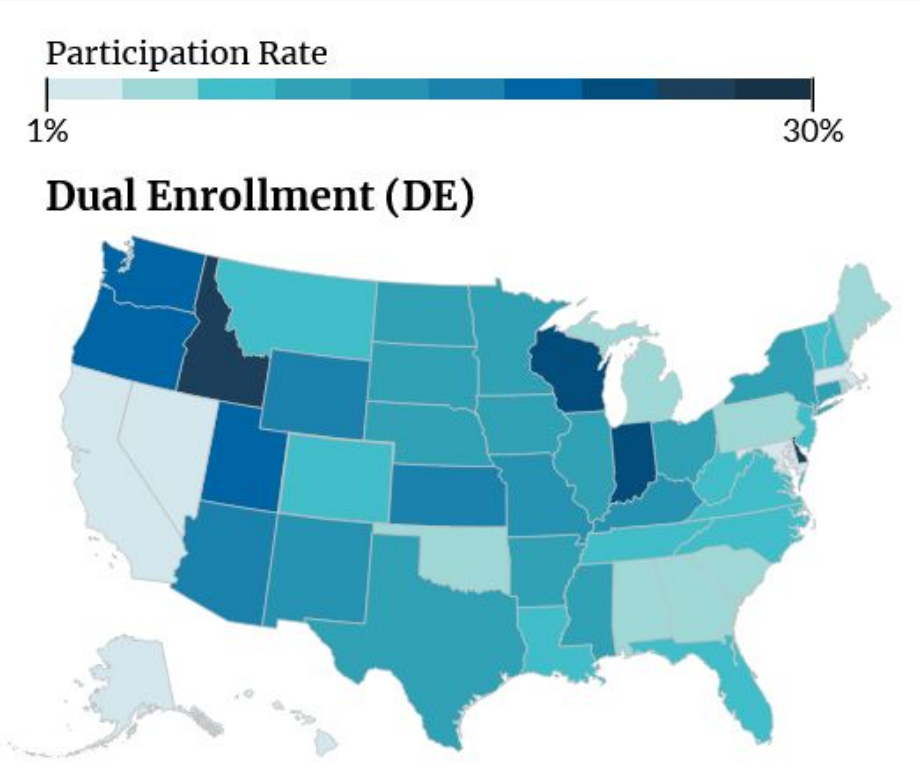 Participation Rate
1% 30%
Dual Enrollment (DE)